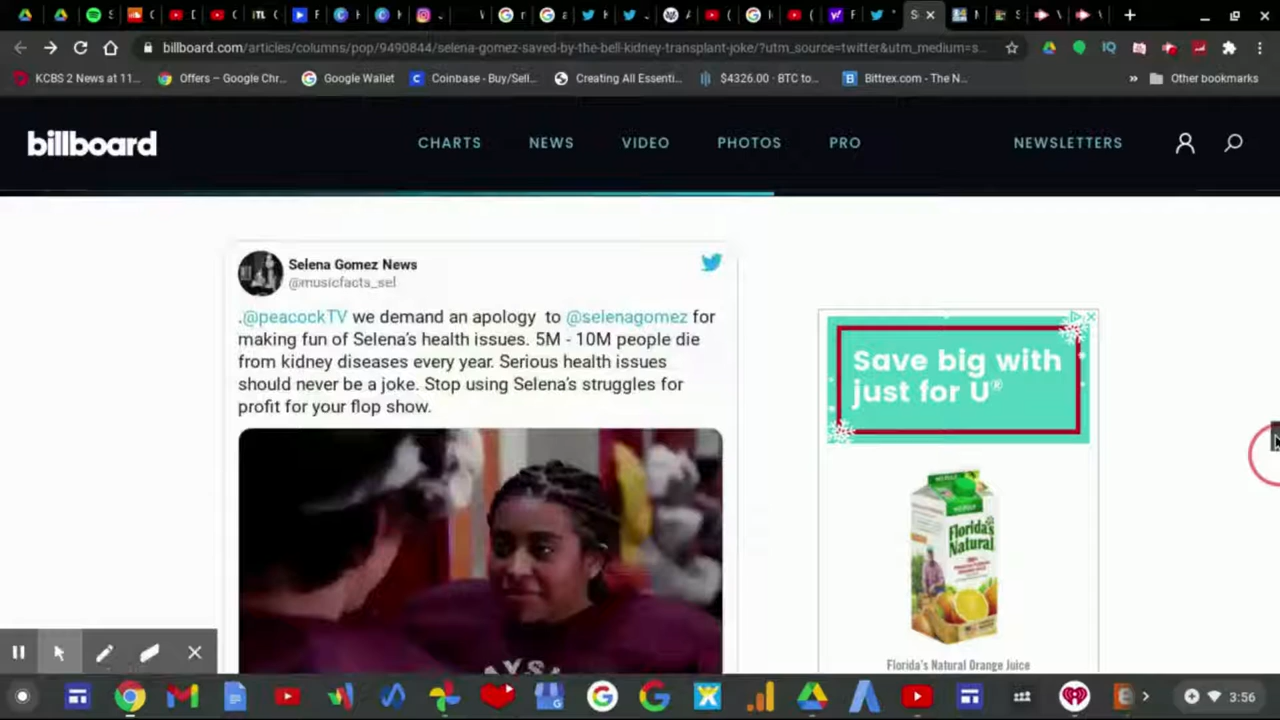 billboard.com/articles/columns/pop/9490844/selena-gomez-saved-by-the-bell-kidney-transplant-joke/?utm_source=twitter&utm_medium=s...
KCBS 2 News at 11... Offers – Google Chr... Google Wallet Coinbase - Buy/Sell... Creating All Essenti... $4326.00 · BTC to... Bittrex.com - The N... » Other bookmarks
billboard CHARTS NEWS VIDEO PHOTOS PRO NEWSLETTERS
Selena Gomez News
@musicfacts_sel
.@peacockTV we demand an apology to @selenagomez for
making fun of Selena's health issues. 5M - 10M people die
from kidney diseases every year. Serious health issues
should never be a joke. Stop using Selena's struggles for
profit for your flop show.
Save big with
just for U®
Florida's
Natural
Florida's Natural Orange Juice
3:56